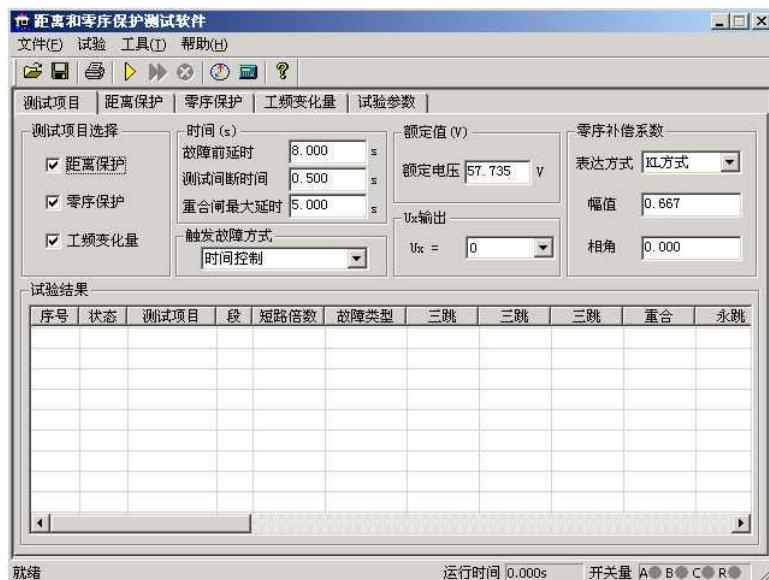 距离和零序保护测试软件
文件(F) 试验 工具(T) 帮助(H)
测试项目 距离保护 零序保护 工频变化量 试验参数
测试项目选择
距离保护
零序保护
工频变化量
时间(s)
故障前延时 8.000 s
测试间断时间 0.500 s
重合闸最大延时 5.000 s
触发故障方式
时间控制
额定值(V)
额定电压 57.735 V
Ux输出
Ux = 0
零序补偿系数
表达方式 KL方式
幅值 0.667
相角 0.000
试验结果
序号 状态 测试项目 段 短路倍数 故障类型 三跳 三跳 三跳 重合 永跳
就绪 运行时间 0.000s 开关量 A B C R